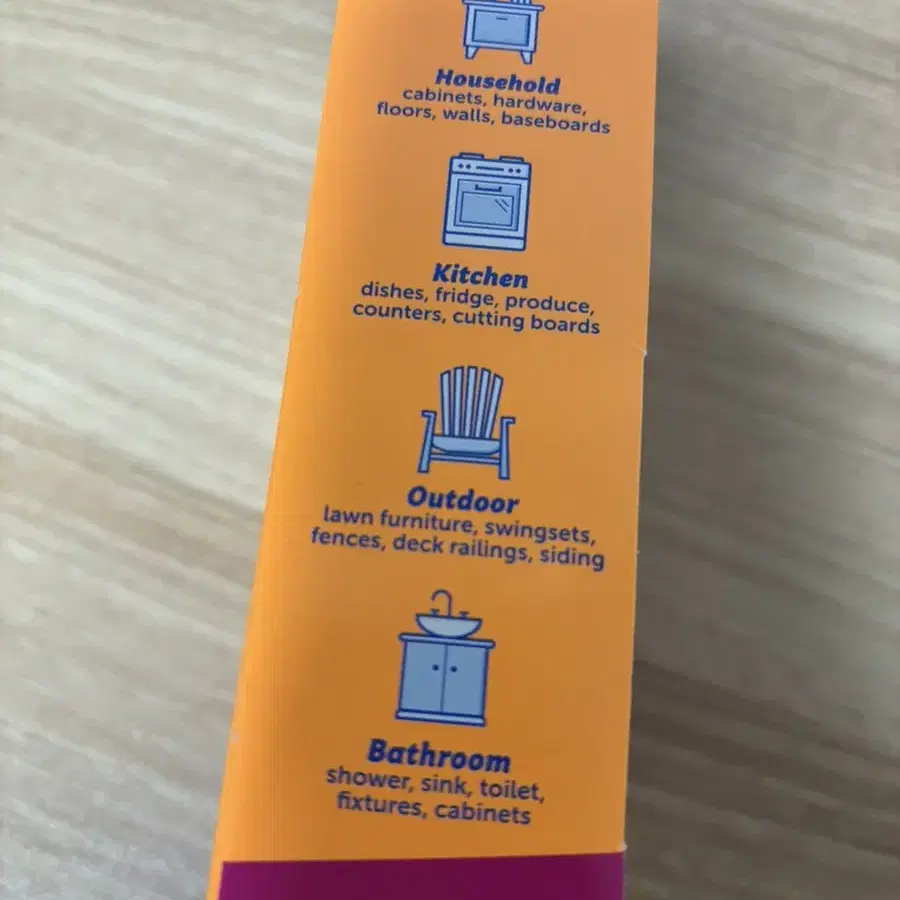 Household
cabinets, hardware,
floors, walls, baseboards
Kitchen
dishes, fridge, produce,
counters, cutting boards
Outdoor
lawn furniture, swingsets,
fences, deck railings, siding
Bathroom
shower, sink, toilet,
fixtures, cabinets